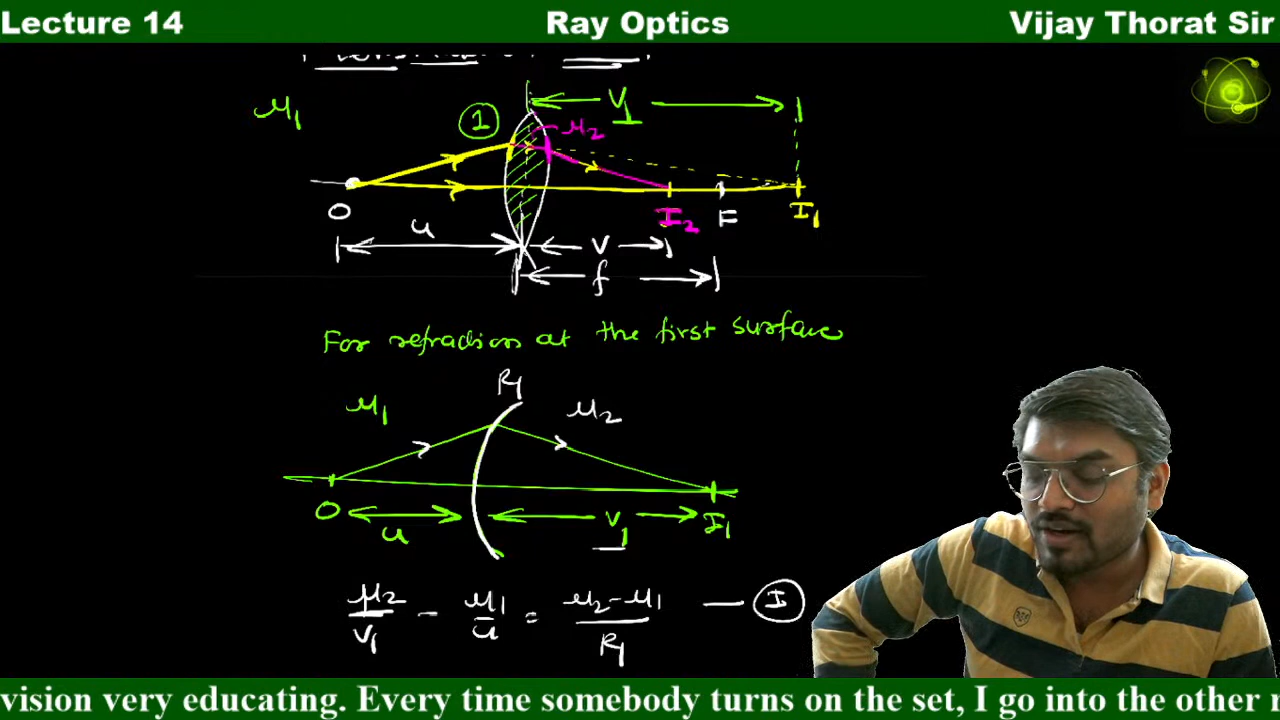 Lecture 14 Ray Optics Vijay Thorat Sir
μ₁ ① V₁
μ₂
O I₂ F I₁
u v
f
For refraction at the first surface
μ₁ R₁ μ₂
O u v₁ I₁
μ₂/v₁ - μ₁/u = μ₂-μ₁/R₁ — Ⓘ
vision very educating. Every time somebody turns on the set, I go into the other